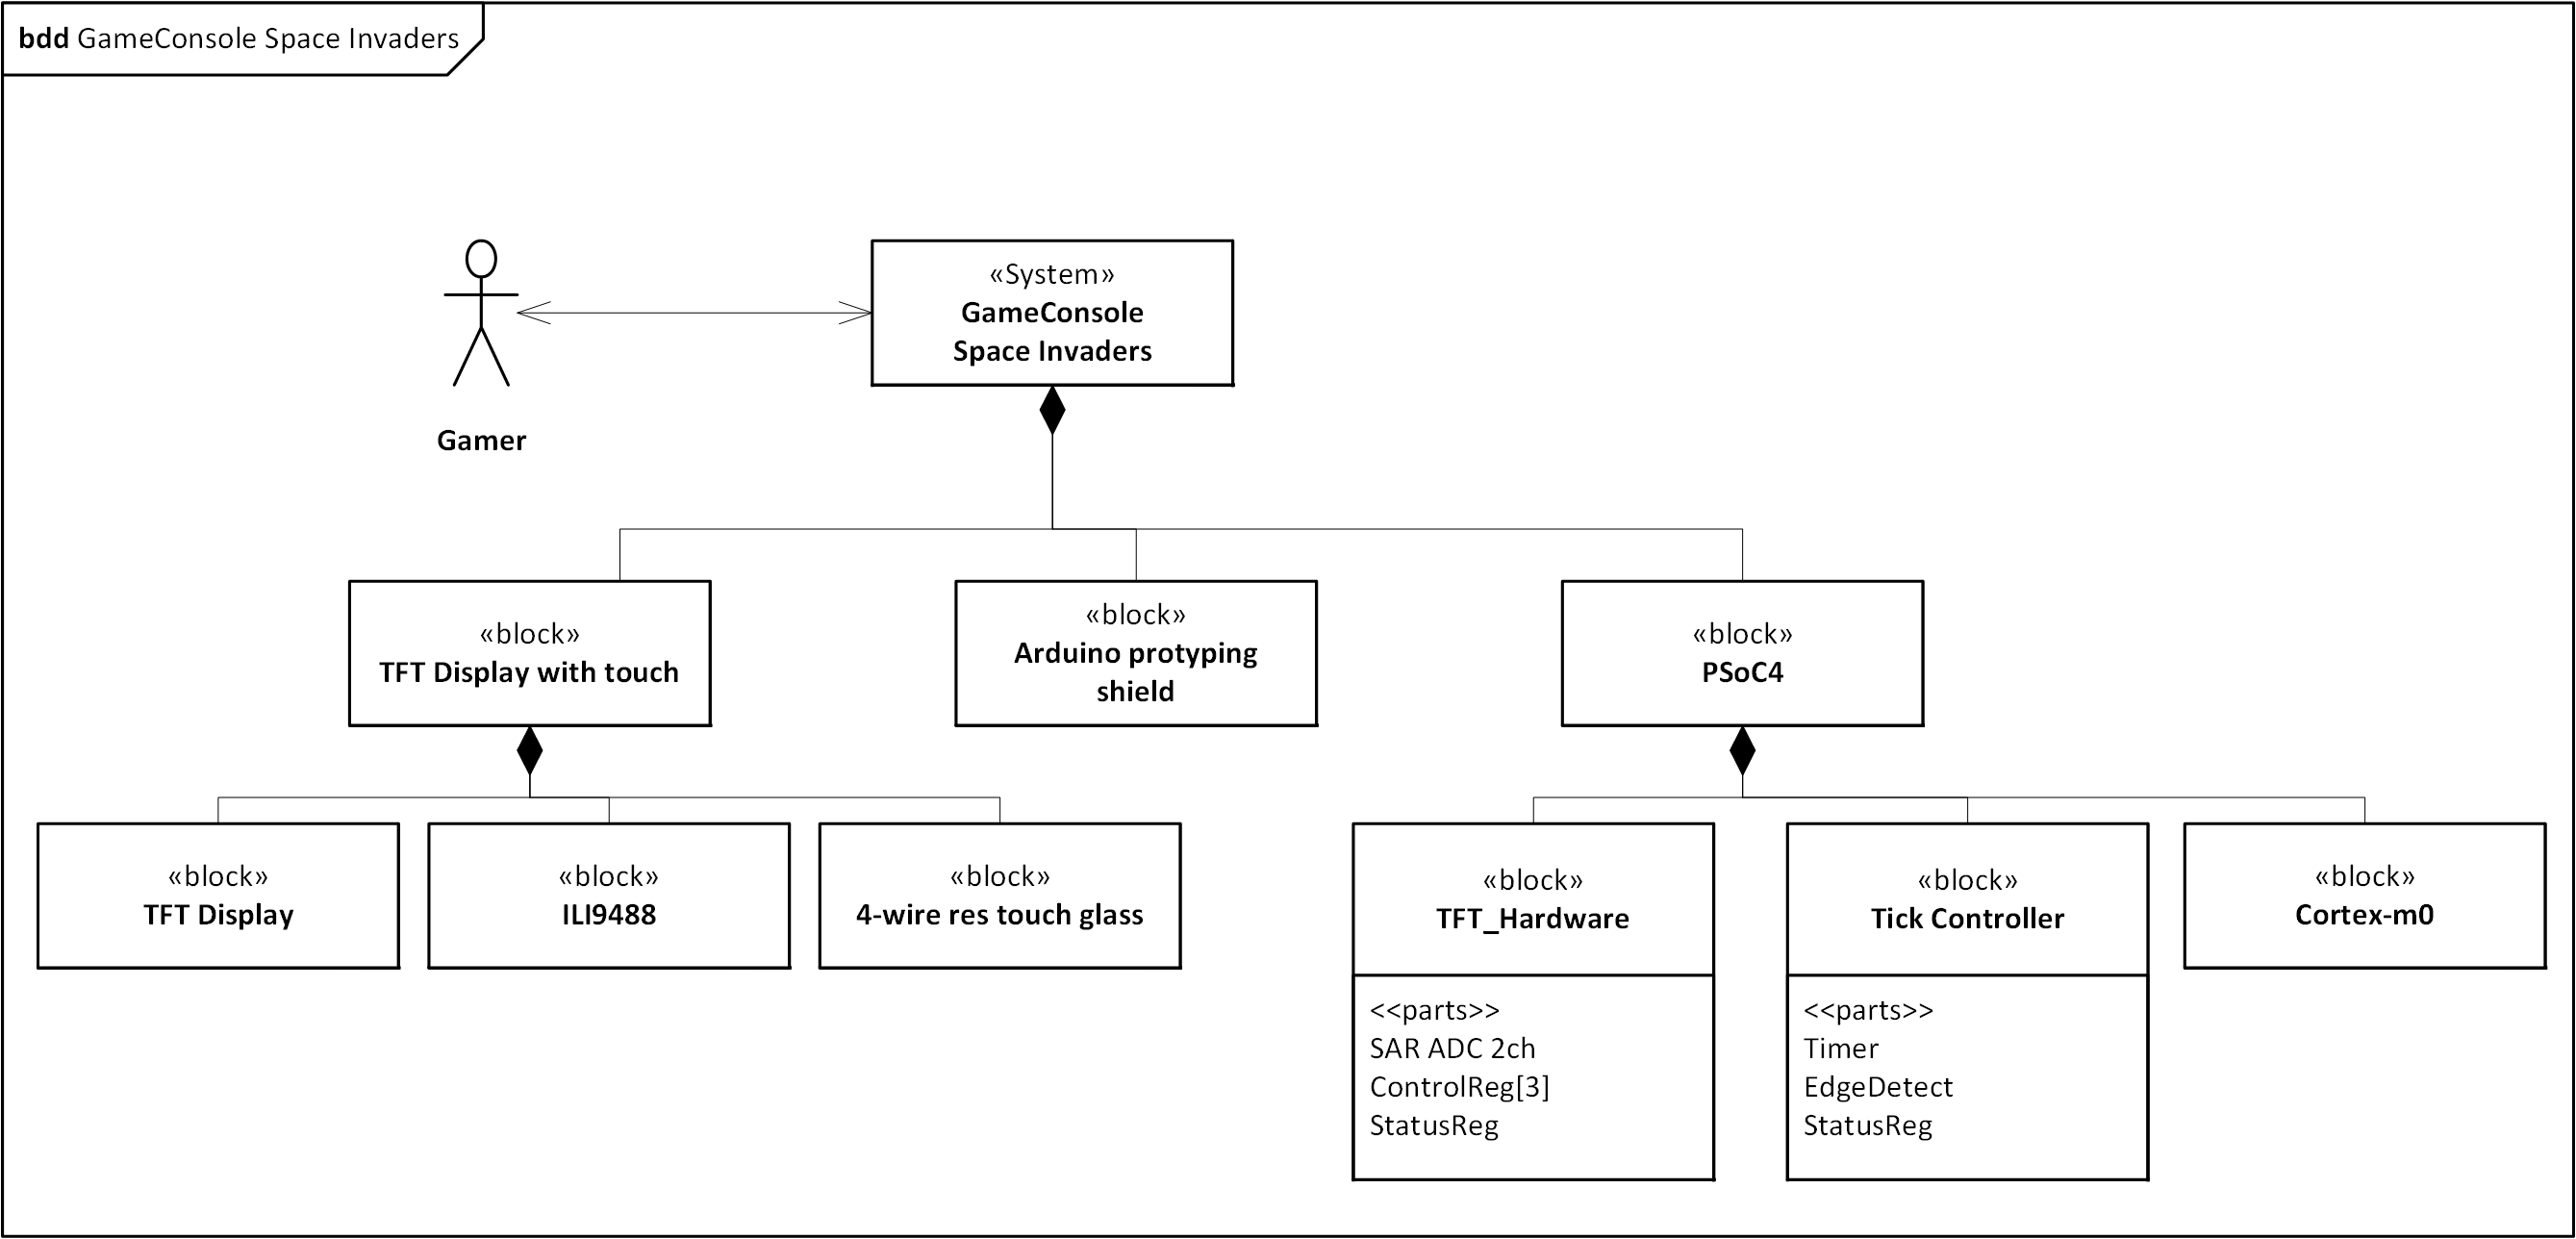 bdd GameConsole Space Invaders
«System»
GameConsole
Space Invaders
Gamer
«block»
TFT Display with touch
«block»
Arduino protyping
shield
«block»
PSoC4
«block»
TFT Display
«block»
ILI9488
«block»
4-wire res touch glass
«block»
TFT_Hardware
<<parts>>
SAR ADC 2ch
ControlReg[3]
StatusReg
«block»
Tick Controller
<<parts>>
Timer
EdgeDetect
StatusReg
«block»
Cortex-m0